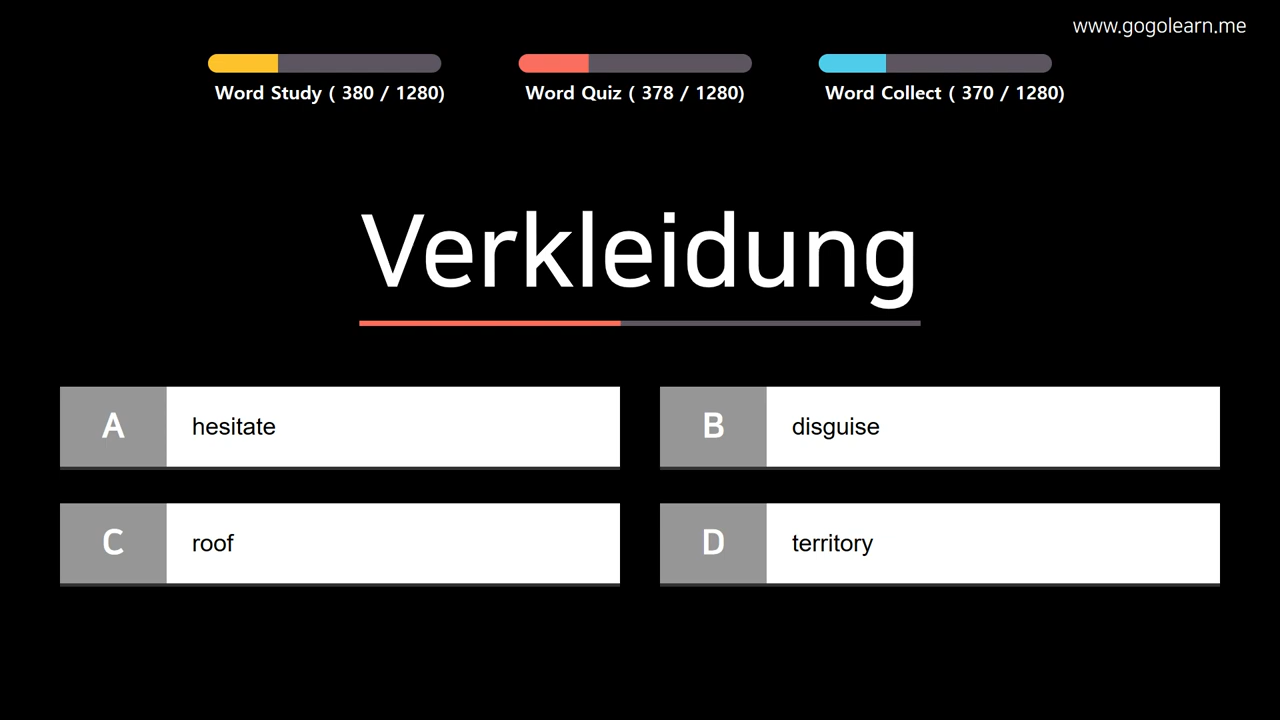 www.gogolearn.me
Word Study ( 380 / 1280)
Word Quiz ( 378 / 1280)
Word Collect ( 370 / 1280)
Verkleidung
A hesitate
B disguise
C roof
D territory